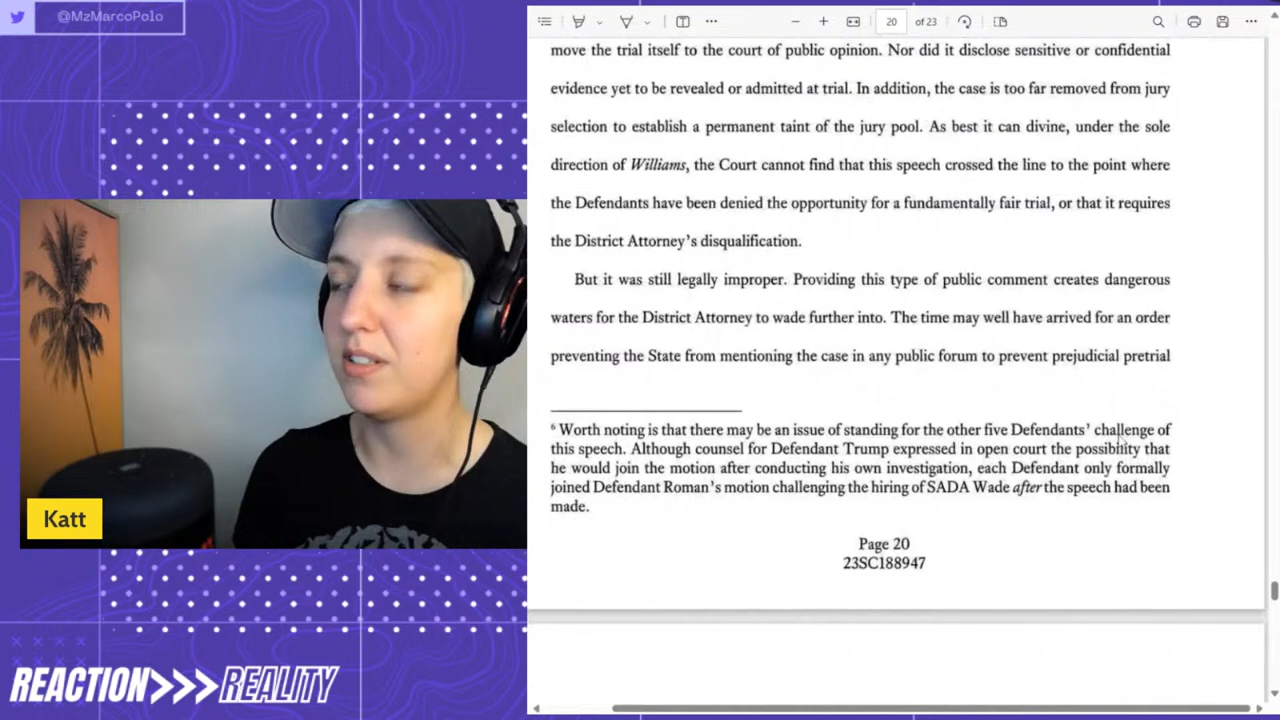 @MzMarcoPolo
20 of 23
move the trial itself to the court of public opinion. Nor did it disclose sensitive or confidential
evidence yet to be revealed or admitted at trial. In addition, the case is too far removed from jury
selection to establish a permanent taint of the jury pool. As best it can divine, under the sole
direction of Williams, the Court cannot find that this speech crossed the line to the point where
the Defendants have been denied the opportunity for a fundamentally fair trial, or that it requires
the District Attorney's disqualification.
But it was still legally improper. Providing this type of public comment creates dangerous
waters for the District Attorney to wade further into. The time may well have arrived for an order
preventing the State from mentioning the case in any public forum to prevent prejudicial pretrial
6 Worth noting is that there may be an issue of standing for the other five Defendants' challenge of
this speech. Although counsel for Defendant Trump expressed in open court the possibility that
he would join the motion after conducting his own investigation, each Defendant only formally
joined Defendant Roman's motion challenging the hiring of SADA Wade after the speech had been
made.
Page 20
23SC188947
Katt
REACTION>>>REALITY